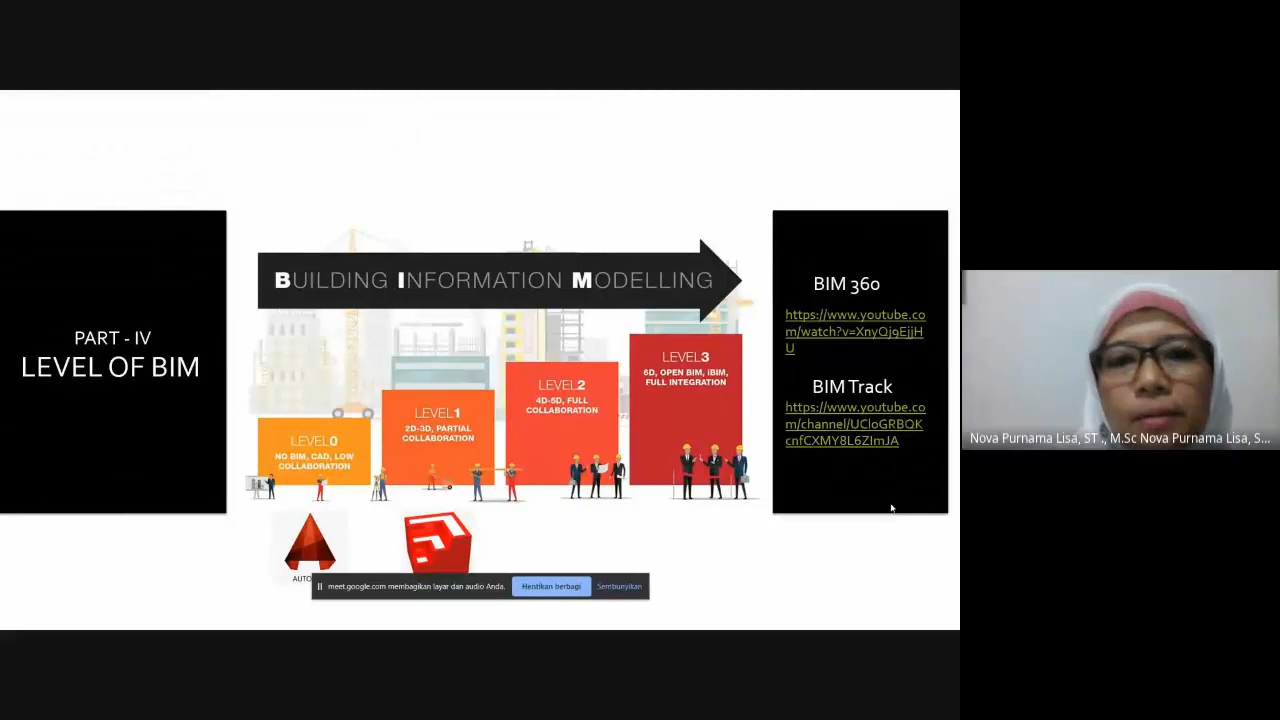 PART - IV
LEVEL OF BIM
BUILDING INFORMATION MODELLING
LEVEL0
NO BIM, CAD, LOW
COLLABORATION
LEVEL1
2D-3D, PARTIAL
COLLABORATION
LEVEL2
4D-5D, FULL
COLLABORATION
LEVEL3
6D, OPEN BIM, iBIM,
FULL INTEGRATION
BIM 360
https://www.youtube.co
m/watch?v=XnyQj9EjjH
U
BIM Track
https://www.youtube.co
m/channel/UCloGRBQK
cnfCXMY8L6ZImJA
AUTO
meet.google.com membagikan layar dan audio Anda.
Hentikan berbagi
Sembunyikan
Nova Purnama Lisa, ST ., M.Sc Nova Purnama Lisa, S...